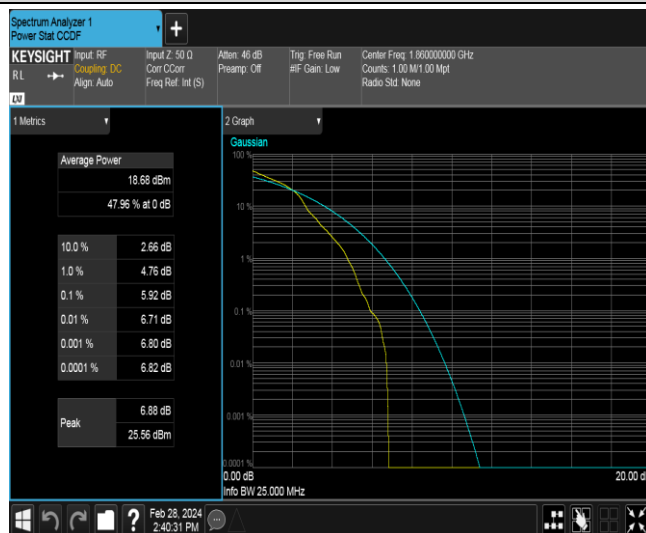 Spectrum Analyzer 1
Power Stat CCDF
+
KEYSIGHT
RL
LXI
Input: RF
Coupling: DC
Align: Auto
Input Z: 50 Ω
Corr CCorr
Freq Ref: Int (S)
Atten: 46 dB
Preamp: Off
Trig: Free Run
#IF Gain: Low
Center Freq: 1.860000000 GHz
Counts: 1.00 M/1.00 Mpt
Radio Std: None
1 Metrics
Average Power
18.68 dBm
47.96 % at 0 dB
10.0 % 2.66 dB
1.0 % 4.76 dB
0.1 % 5.92 dB
0.01 % 6.71 dB
0.001 % 6.80 dB
0.0001 % 6.82 dB
Peak
6.88 dB
25.56 dBm
2 Graph
Gaussian
100 %
10 %
1 %
0.1 %
0.01 %
0.001 %
0.0001 %
0.00 dB
20.00 d
Info BW 25.000 MHz
?
Feb 28, 2024
2:40:31 PM